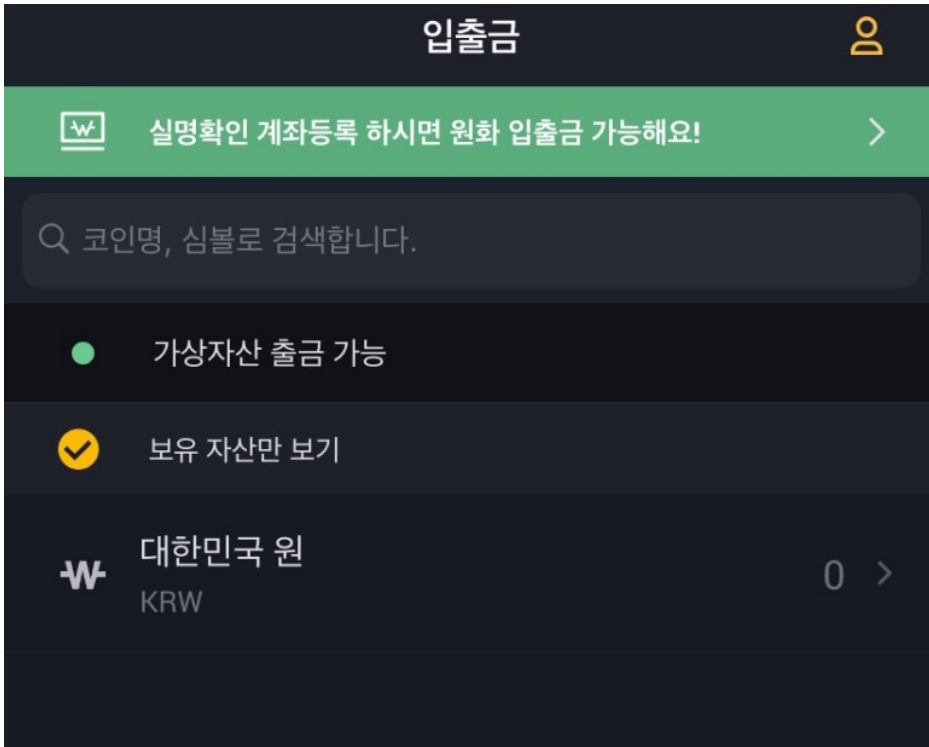 입출금
실명확인 계좌등록 하시면 원화 입출금 가능해요!
코인명, 심볼로 검색합니다.
가상자산 출금 가능
보유 자산만 보기
대한민국 원
KRW
0